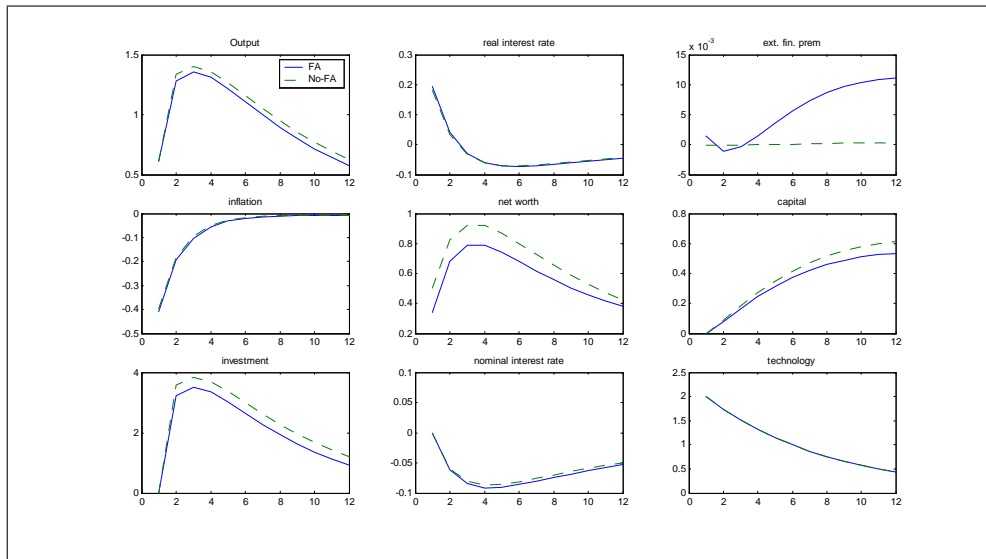 Output
real interest rate
x 10^-3
ext. fin. prem
FA
No-FA
1.5
1
0.5
0 2 4 6 8 10 12
0.3
0.2
0.1
0
-0.1
0 2 4 6 8 10 12
15
10
5
0
-5
0 2 4 6 8 10 12
inflation
net worth
capital
0
-0.1
-0.2
-0.3
-0.4
-0.5
0 2 4 6 8 10 12
1
0.8
0.6
0.4
0.2
0 2 4 6 8 10 12
0.8
0.6
0.4
0.2
0
0 2 4 6 8 10 12
investment
nominal interest rate
technology
4
2
0
0 2 4 6 8 10 12
0.1
0.05
0
-0.05
-0.1
0 2 4 6 8 10 12
2.5
2
1.5
1
0.5
0
0 2 4 6 8 10 12